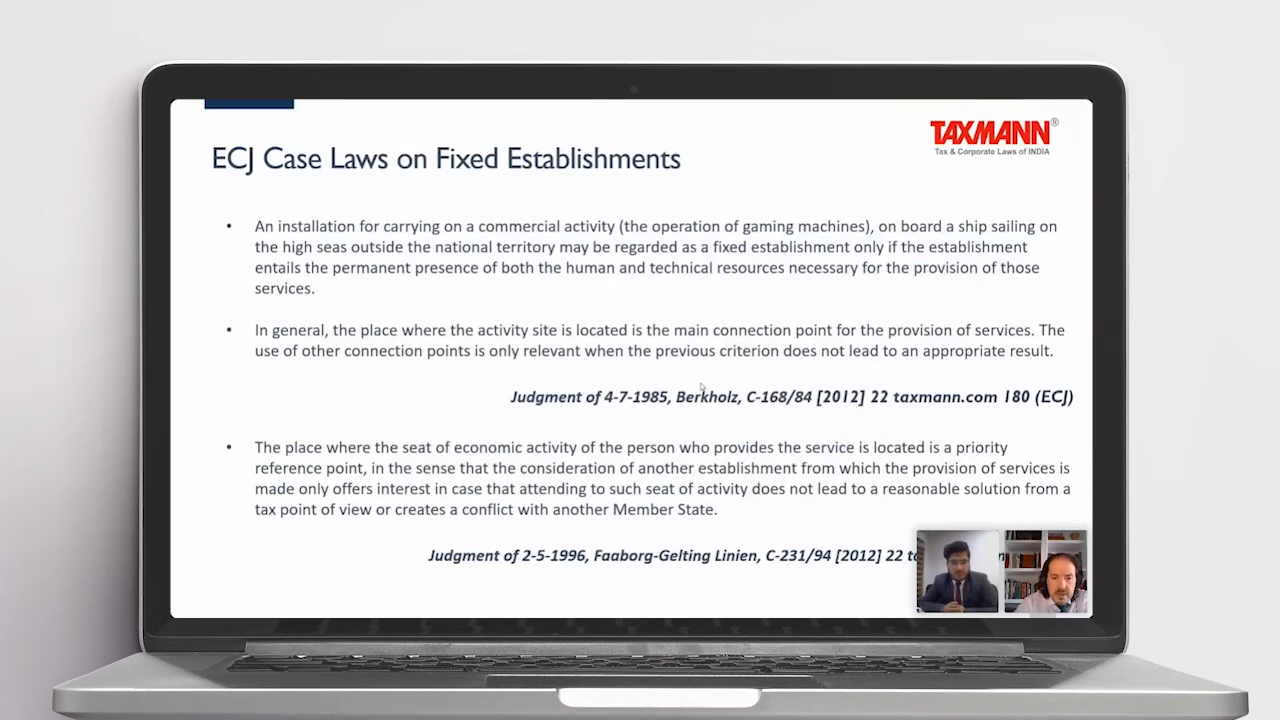 TAXMANN®
Tax & Corporate Laws of INDIA
ECJ Case Laws on Fixed Establishments
• An installation for carrying on a commercial activity (the operation of gaming machines), on board a ship sailing on
the high seas outside the national territory may be regarded as a fixed establishment only if the establishment
entails the permanent presence of both the human and technical resources necessary for the provision of those
services.
• In general, the place where the activity site is located is the main connection point for the provision of services. The
use of other connection points is only relevant when the previous criterion does not lead to an appropriate result.
Judgment of 4-7-1985, Berkholz, C-168/84 [2012] 22 taxmann.com 180 (ECJ)
• The place where the seat of economic activity of the person who provides the service is located is a priority
reference point, in the sense that the consideration of another establishment from which the provision of services is
made only offers interest in case that attending to such seat of activity does not lead to a reasonable solution from a
tax point of view or creates a conflict with another Member State.
Judgment of 2-5-1996, Faaborg-Gelting Linien, C-231/94 [2012] 22